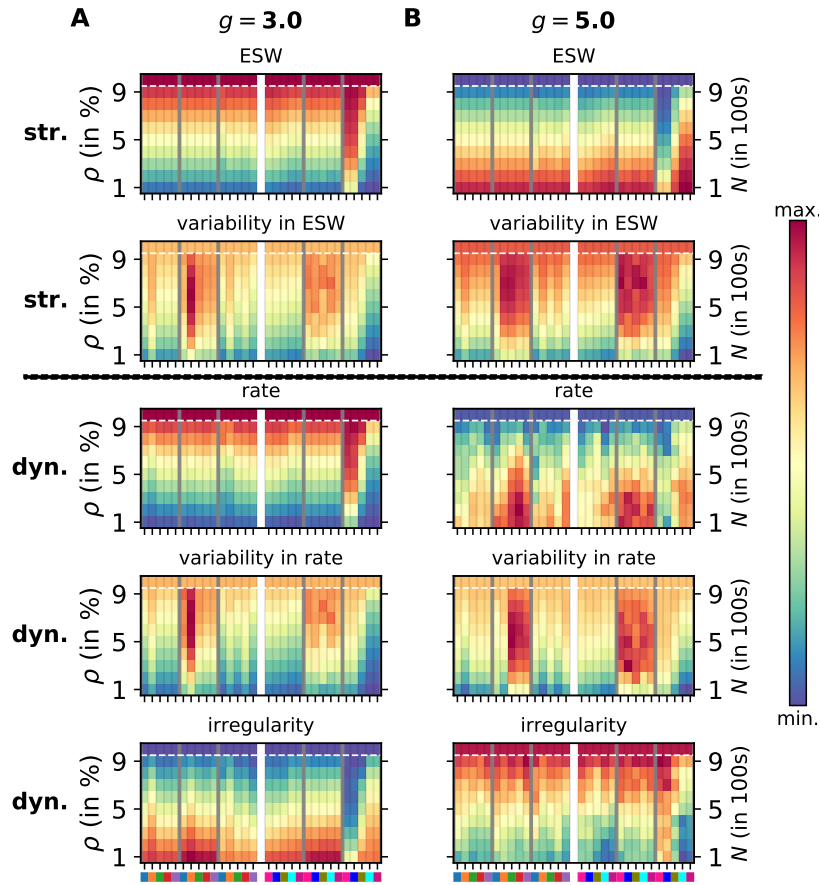 A g = 3.0 B g = 5.0
ESW ESW
str. ρ (in %) 9 5 1 9 5 1 N (in 100s)
max.
variability in ESW variability in ESW
str. ρ (in %) 9 5 1 9 5 1 N (in 100s)
rate rate
dyn. ρ (in %) 9 5 1 9 5 1 N (in 100s)
variability in rate variability in rate
dyn. ρ (in %) 9 5 1 9 5 1 N (in 100s)
min.
irregularity irregularity
dyn. ρ (in %) 9 5 1 9 5 1 N (in 100s)